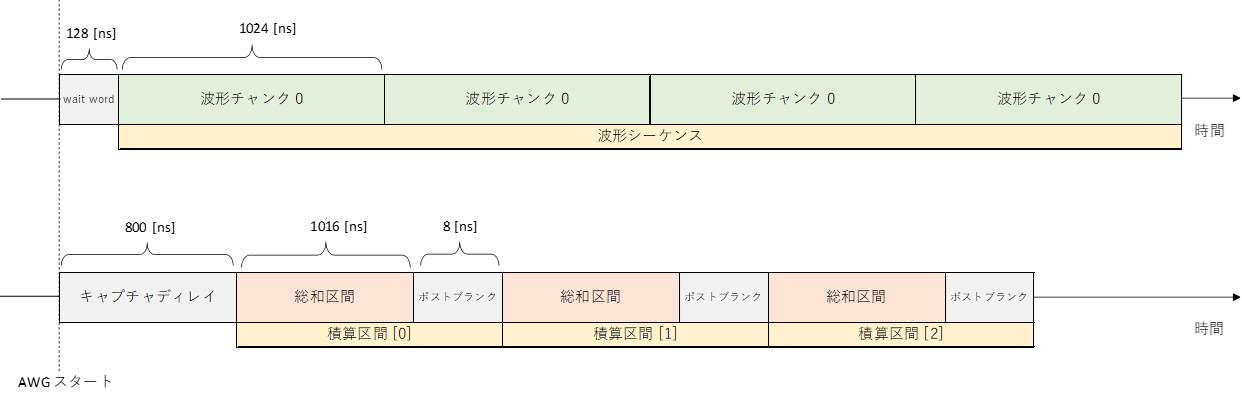 128 [ns]
1024 [ns]
wait word
波形チャンク 0
波形チャンク 0
波形チャンク 0
波形チャンク 0
波形シーケンス
時間
800 [ns]
1016 [ns]
8 [ns]
キャプチャディレイ
総和区間
ポストブランク
総和区間
ポストブランク
総和区間
ポストブランク
積算区間 [0]
積算区間 [1]
積算区間 [2]
時間
AWG スタート